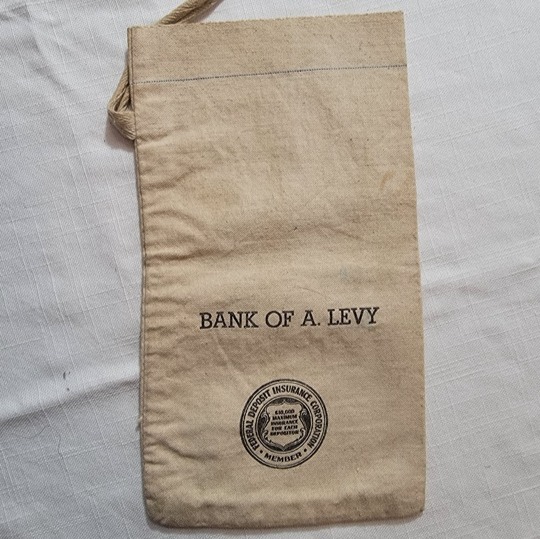 BANK OF A. LEVY
FEDERAL DEPOSIT INSURANCE CORPORATION
$10,000
MAXIMUM
INSURANCE
FOR EACH
DEPOSITOR
• MEMBER •